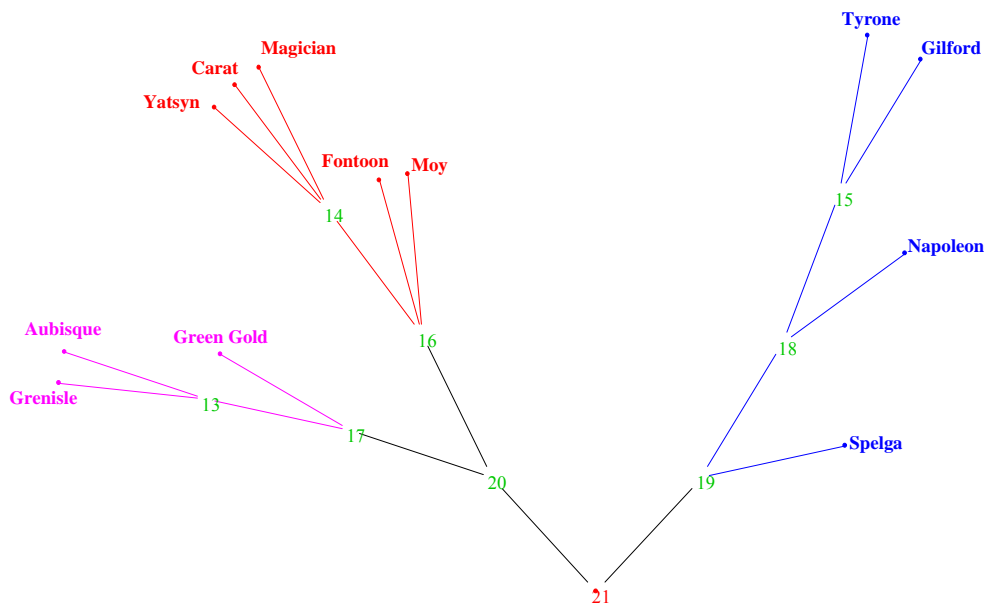 Tyrone
Gilford
Magician
Carat
Yatsyn
Fontoon
Moy
15
14
Napoleon
Aubisque
Green Gold
16
18
Grenisle
13
17
Spelga
20
19
21